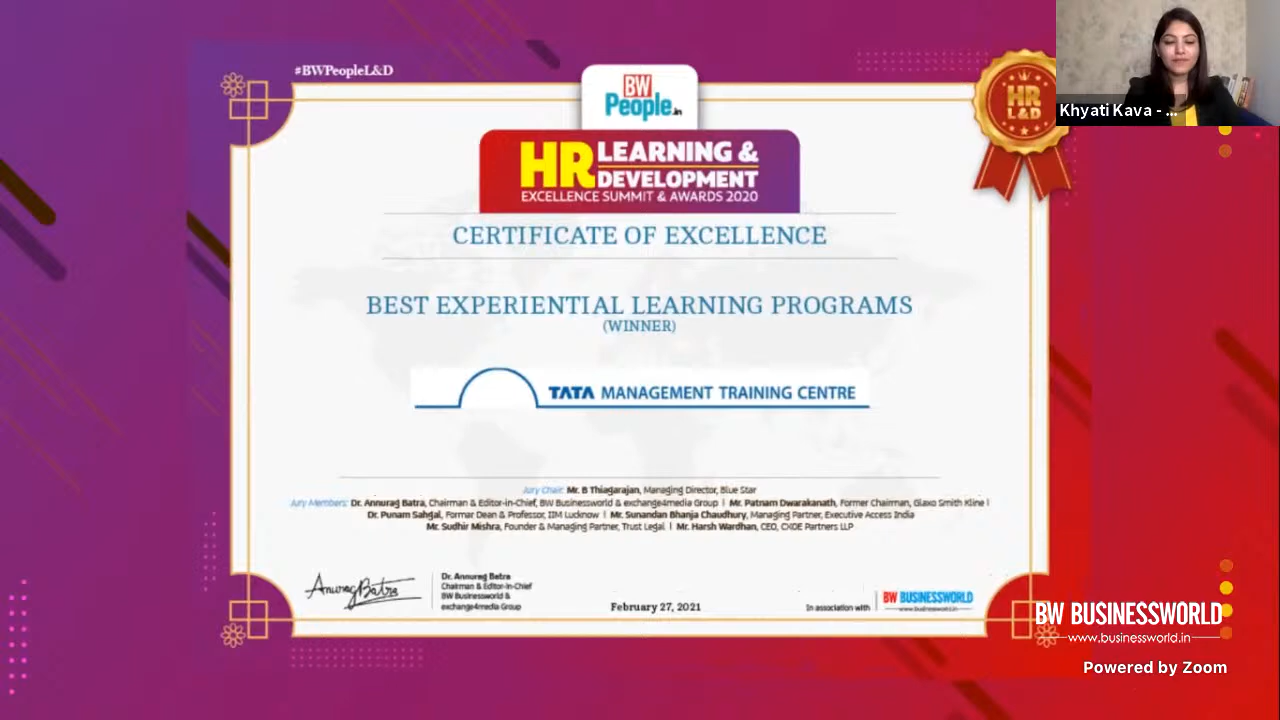 #BWPeopleL&D
BW
People.in
HR LEARNING &
DEVELOPMENT
EXCELLENCE SUMMIT & AWARDS 2020
HR
L&D
Khyati Kava - ...
CERTIFICATE OF EXCELLENCE
BEST EXPERIENTIAL LEARNING PROGRAMS
(WINNER)
TATA MANAGEMENT TRAINING CENTRE
Jury Chair: Mr. B Thiagarajan, Managing Director, Blue Star
Jury Members: Dr. Annurag Batra, Chairman & Editor-in-Chief, BW Businessworld & exchange4media Group | Mr. Patnam Dwarakanath, Former Chairman, Glaxo Smith Kline |
Dr. Punam Sahgal, Former Dean & Professor, IIM Lucknow | Mr. Sunandan Bhanja Chaudhury, Managing Partner, Executive Access India
Mr. Sudhir Mishra, Founder & Managing Partner, Trust Legal | Mr. Harsh Wardhan, CEO, Partners LLP
Anurag Batra
Dr. Annurag Batra
Chairman & Editor-in-Chief
BW Businessworld &
exchange4media Group
February 27, 2021
In association with
BW BUSINESSWORLD
www.businessworld.in
BW BUSINESSWORLD
www.businessworld.in
Powered by Zoom